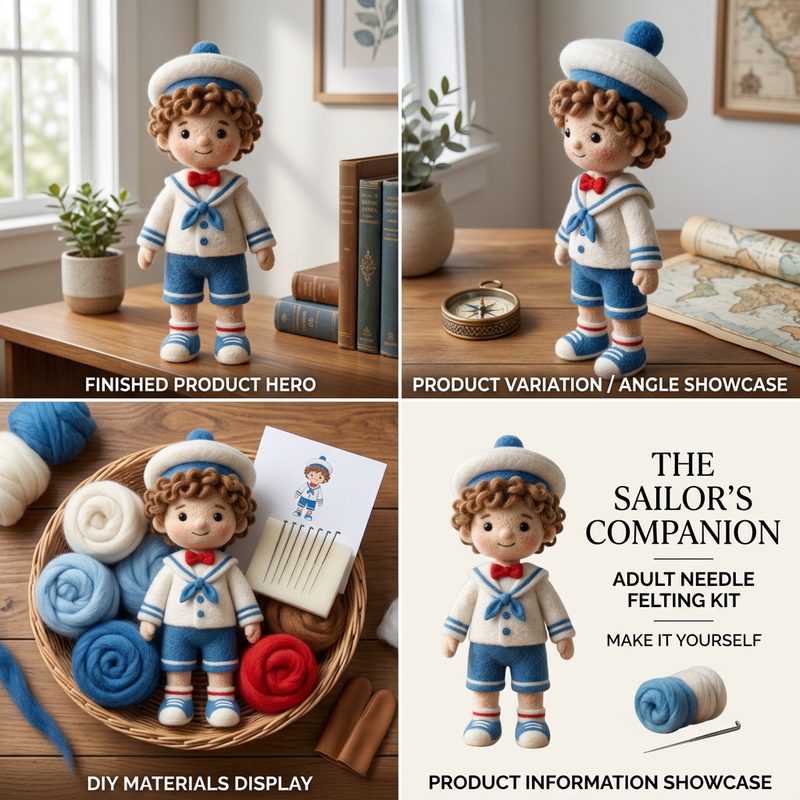 FINISHED PRODUCT HERO
PRODUCT VARIATION / ANGLE SHOWCASE
DIY MATERIALS DISPLAY
THE
SAILOR'S
COMPANION
ADULT NEEDLE
FELTING KIT
MAKE IT YOURSELF
PRODUCT INFORMATION SHOWCASE